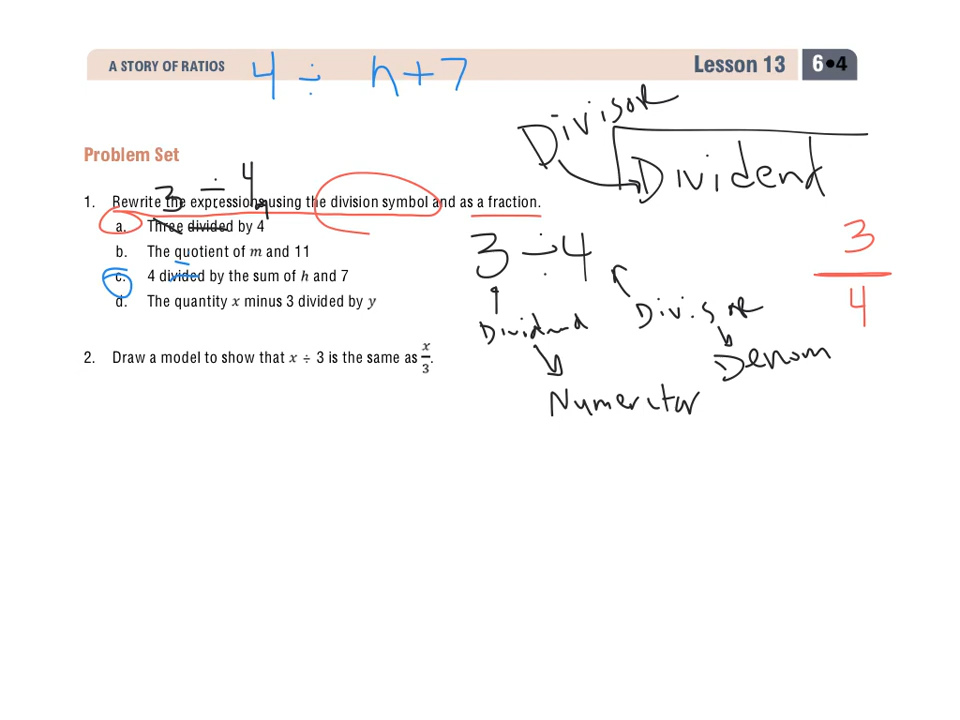 A STORY OF RATIOS 4 ÷ h+7 Lesson 13 6•4
Divisor
Divident
Problem Set
3 ÷ 4
1. Rewrite the expressions using the division symbol and as a fraction.
a. Three divided by 4
3 ÷ 4
3
4
b. The quotient of m and 11
c. 4 divided by the sum of h and 7
d. The quantity x minus 3 divided by y
Dividend
Divisor
Denom
Numeritor
2. Draw a model to show that x ÷ 3 is the same as x/3.